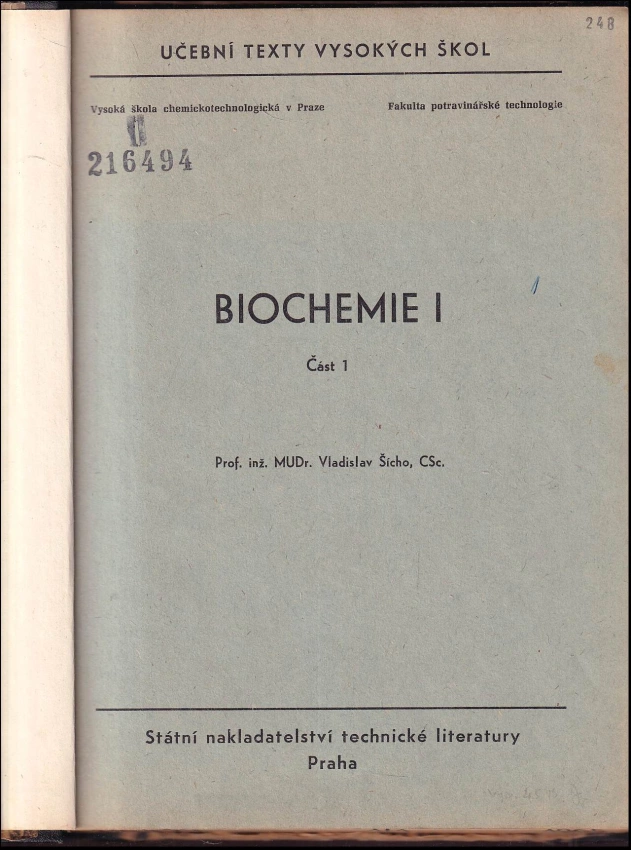 248
UČEBNÍ TEXTY VYSOKÝCH ŠKOL
Vysoká škola chemickotechnologická v Praze Fakulta potravinářské technologie
216494
1
BIOCHEMIE I
Část 1
Prof. inž. MUDr. Vladislav Šícho, CSc.
Státní nakladatelství technické literatury
Praha